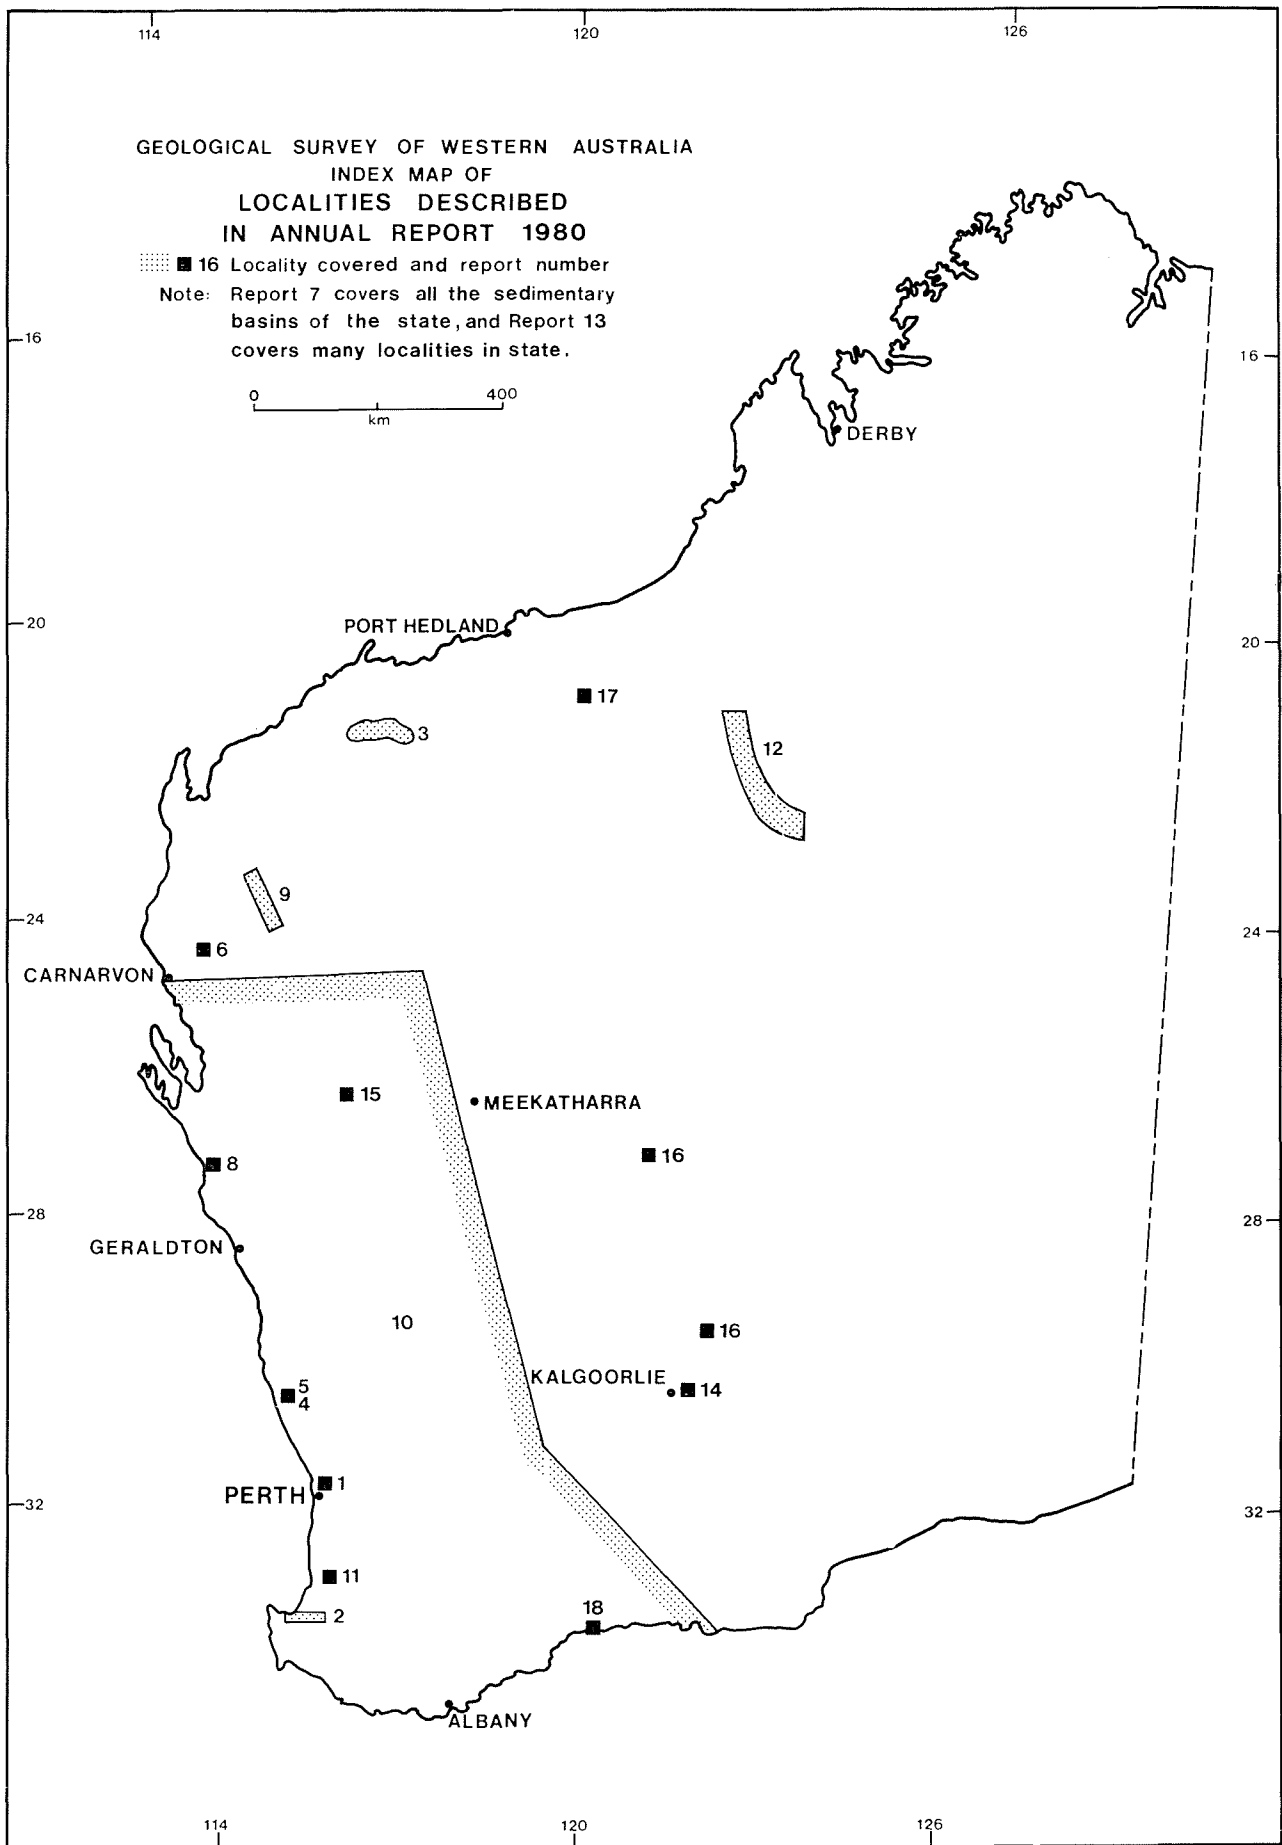 114 120 126
GEOLOGICAL SURVEY OF WESTERN AUSTRALIA
INDEX MAP OF
LOCALITIES DESCRIBED
IN ANNUAL REPORT 1980
16 Locality covered and report number
Note: Report 7 covers all the sedimentary
basins of the state, and Report 13
covers many localities in state.
16 16
0 400
km
DERBY
20 20
PORT HEDLAND
17
3
12
9
24 24
6
CARNARVON
15
MEEKATHARRA
16
8
28 28
GERALDTON
10
16
KALGOORLIE
14
5
4
1
PERTH
32 32
11
2
18
ALBANY
114 120 126